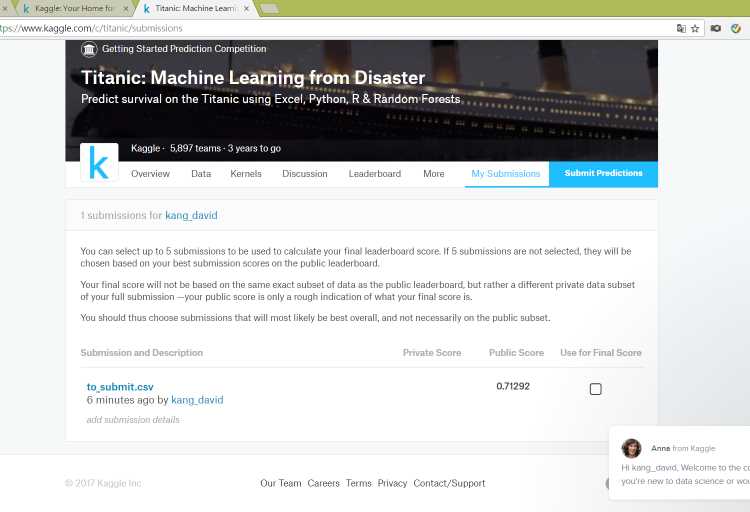 Kaggle: Your Home for
Titanic: Machine Learni
tps://www.kaggle.com/c/titanic/submissions
Getting Started Prediction Competition
Titanic: Machine Learning from Disaster
Predict survival on the Titanic using Excel, Python, R & Random Forests
k
Kaggle · 5,897 teams · 3 years to go
Overview Data Kernels Discussion Leaderboard More My Submissions Submit Predictions
1 submissions for kang_david
You can select up to 5 submissions to be used to calculate your final leaderboard score. If 5 submissions are not selected, they will be
chosen based on your best submission scores on the public leaderboard.
Your final score will not be based on the same exact subset of data as the public leaderboard, but rather a different private data subset
of your full submission —your public score is only a rough indication of what your final score is.
You should thus choose submissions that will most likely be best overall, and not necessarily on the public subset.
Submission and Description Private Score Public Score Use for Final Score
to_submit.csv 0.71292
6 minutes ago by kang_david
add submission details
Anna from Kaggle
Hi kang_david, Welcome to the co
you're new to data science or wou
© 2017 Kaggle Inc Our Team Careers Terms Privacy Contact/Support